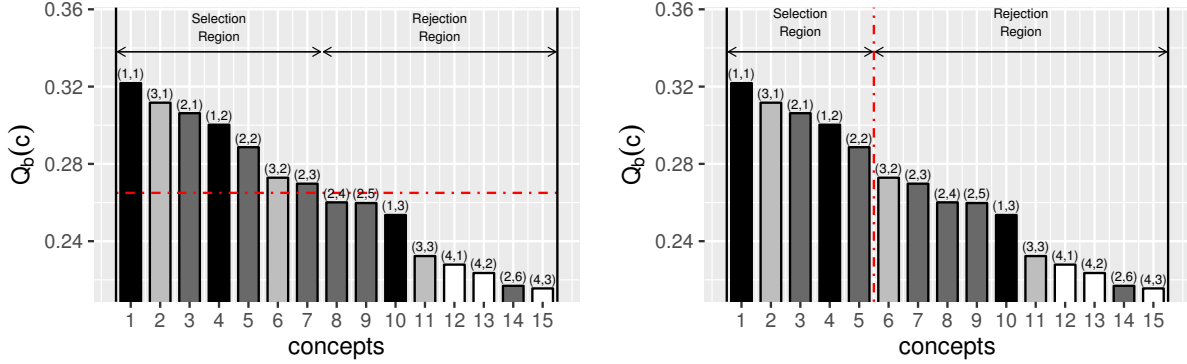 0.36
0.32
0.28
0.24
Q_b(c)
Selection
Region
Rejection
Region
(1,1)
(3,1)
(2,1)
(1,2)
(2,2)
(3,2)
(2,3)
(2,4)
(2,5)
(1,3)
(3,3)
(4,1)
(4,2)
(2,6)
(4,3)
1 2 3 4 5 6 7 8 9 10 11 12 13 14 15
concepts
0.36
0.32
0.28
0.24
Q_b(c)
Selection
Region
Rejection
Region
(1,1)
(3,1)
(2,1)
(1,2)
(2,2)
(3,2)
(2,3)
(2,4)
(2,5)
(1,3)
(3,3)
(4,1)
(4,2)
(2,6)
(4,3)
1 2 3 4 5 6 7 8 9 10 11 12 13 14 15
concepts